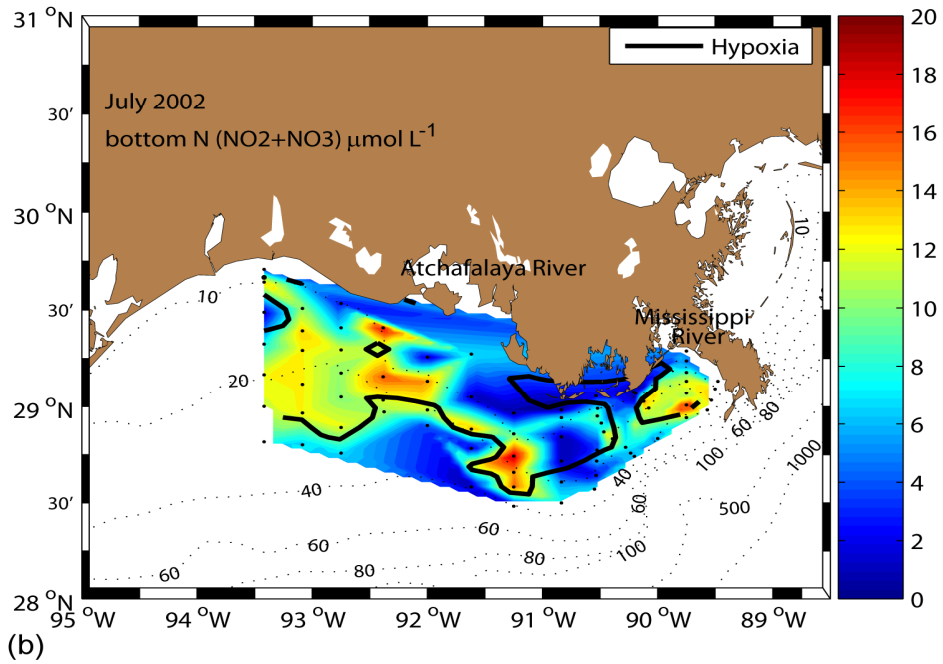 31 °N
30'
30 °N
30'
29 °N
30'
28 °N
95°W
94°W
93°W
92°W
91°W
90°W
89°W
Hypoxia
July 2002
bottom N (NO2+NO3) μmol L-1
Atchafalaya River
Mississippi
River
10
10
20
40
60
80
60
60
80
100
40
60
100
60
80
500
1000
20
18
16
14
12
10
8
6
4
2
0
(b)